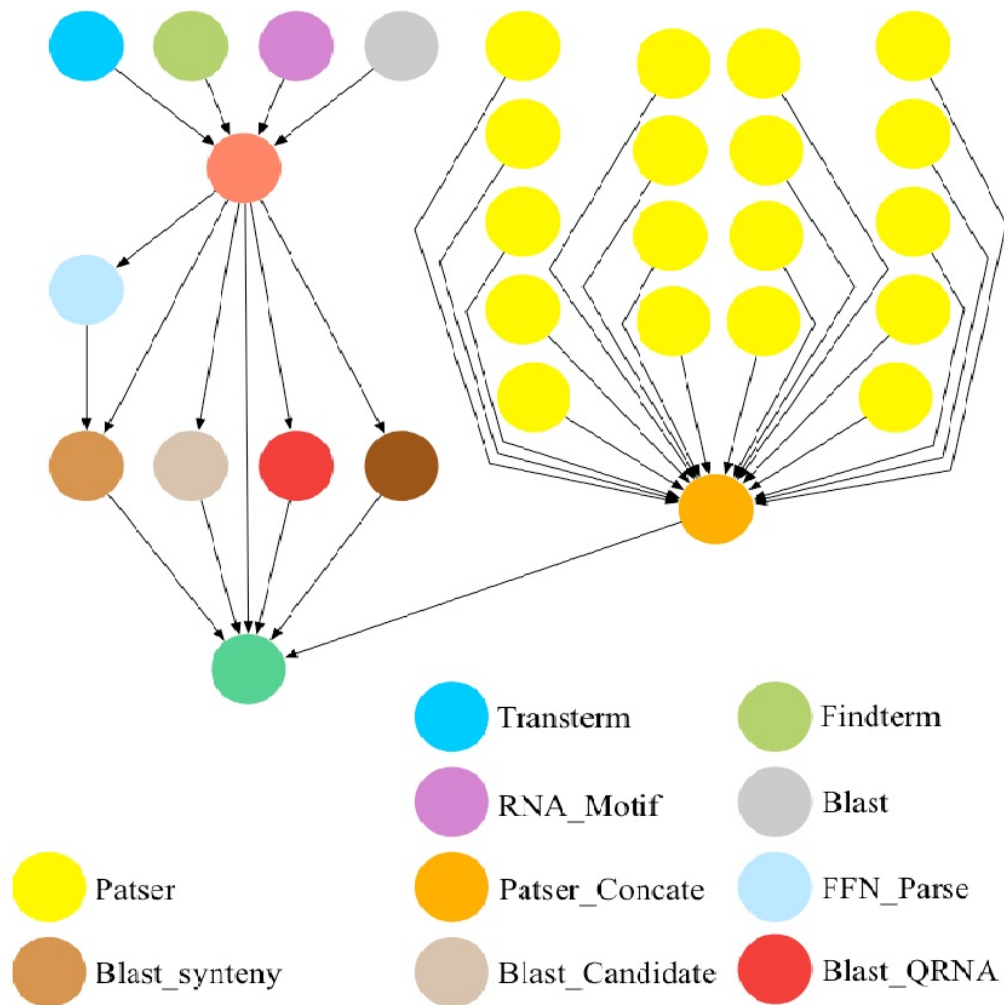 Transterm
Findterm
RNA_Motif
Blast
Patser
Patser_Concate
FFN_Parse
Blast_synteny
Blast_Candidate
Blast_QRNA